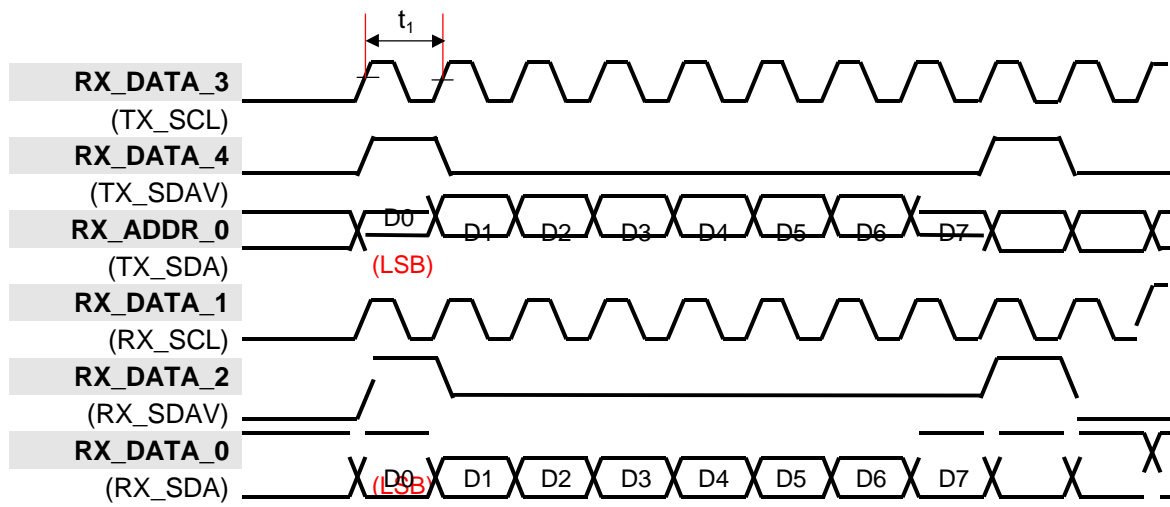 t1
RX_DATA_3
(TX_SCL)
RX_DATA_4
(TX_SDAV)
RX_ADDR_0
(TX_SDA)
D0 D1 D2 D3 D4 D5 D6 D7
(LSB)
RX_DATA_1
(RX_SCL)
RX_DATA_2
(RX_SDAV)
RX_DATA_0
(RX_SDA)
D0 D1 D2 D3 D4 D5 D6 D7
(LSB)